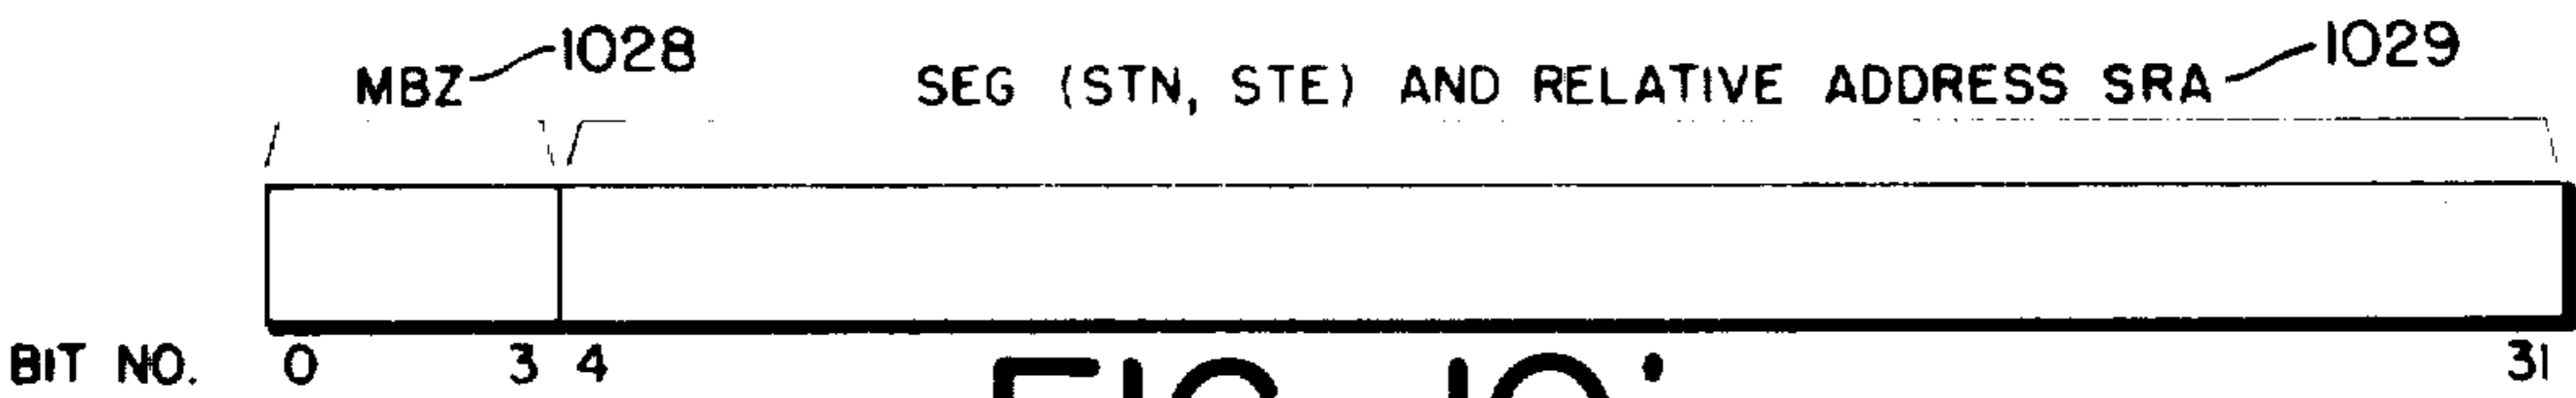 MBZ 1028 SEG (STN, STE) AND RELATIVE ADDRESS SRA 1029
BIT NO. 0 3 4 31